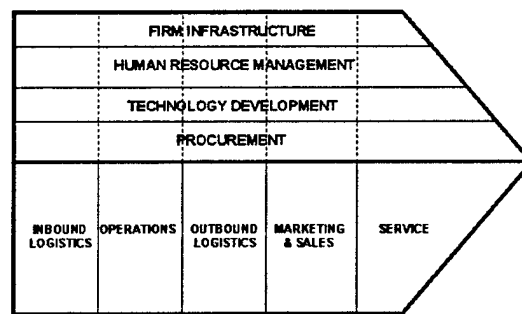 FIRM INFRASTRUCTURE
HUMAN RESOURCE MANAGEMENT
TECHNOLOGY DEVELOPMENT
PROCUREMENT
INBOUND
LOGISTICS
OPERATIONS
OUTBOUND
LOGISTICS
MARKETING
& SALES
SERVICE